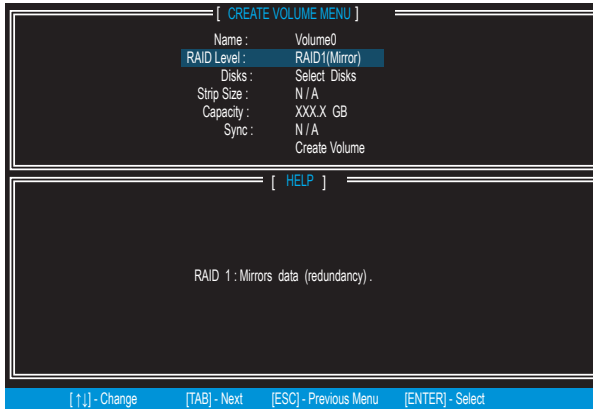 [ CREATE VOLUME MENU ]
Name : Volume0
RAID Level : RAID1(Mirror)
Disks : Select Disks
Strip Size : N / A
Capacity : XXX.X GB
Sync : N / A
Create Volume
[ HELP ]
RAID 1 : Mirrors data (redundancy) .
[ ↑↓] - Change [TAB] - Next [ESC] - Previous Menu [ENTER] - Select